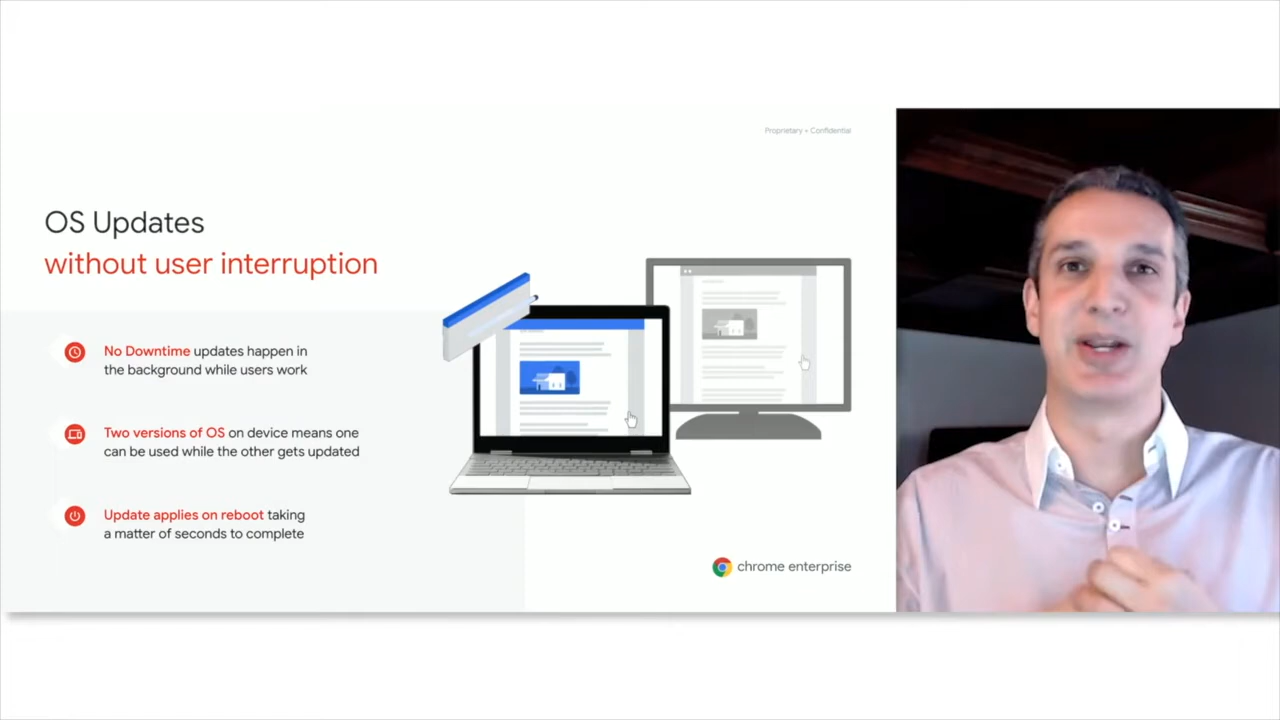 Proprietary + Confidential
OS Updates
without user interruption
No Downtime updates happen in
the background while users work
Two versions of OS on device means one
can be used while the other gets updated
Update applies on reboot taking
a matter of seconds to complete
chrome enterprise